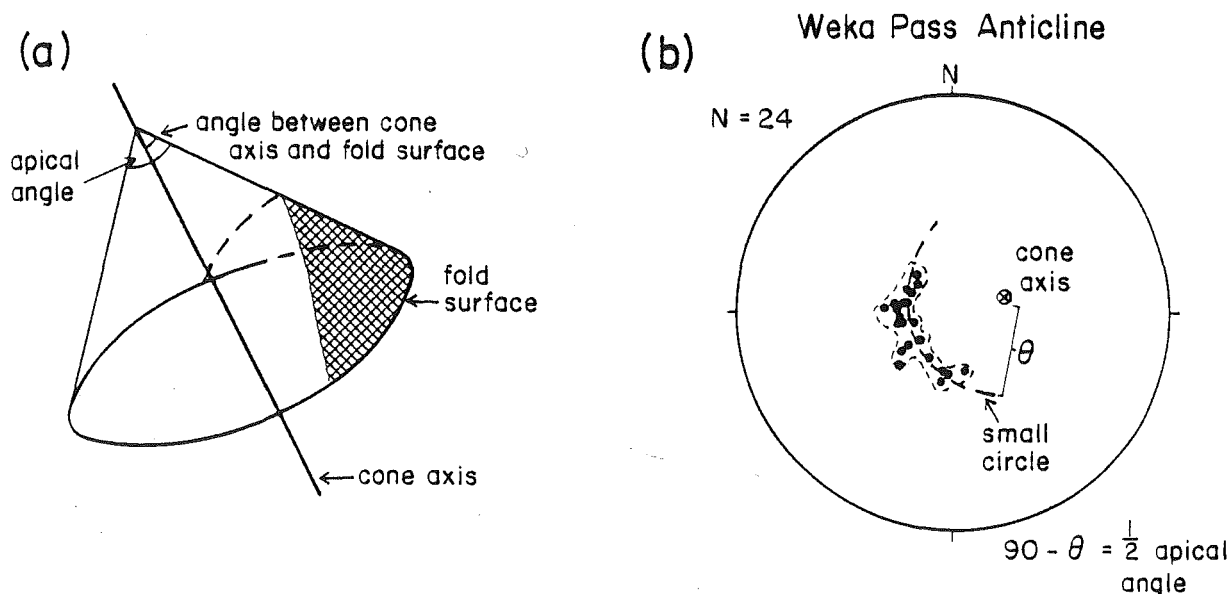 (a)
apical
angle
angle between cone
axis and fold surface
fold
surface
cone axis
Weka Pass Anticline
(b)
N
N = 24
cone
axis
θ
small
circle
90 - θ = 1/2 apical
angle